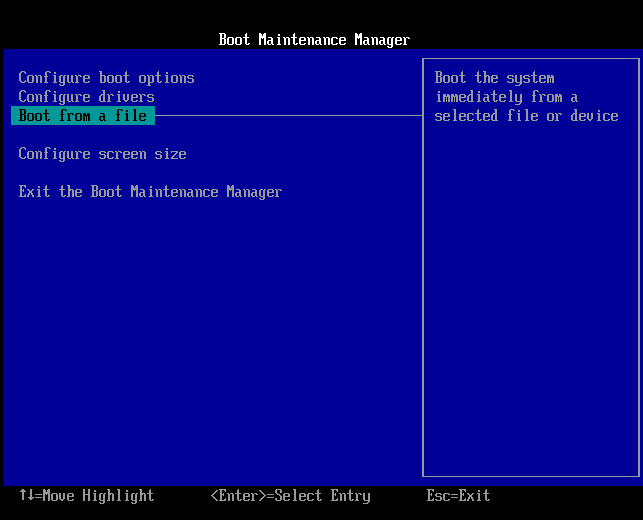 Boot Maintenance Manager
Configure boot options
Configure drivers
Boot from a file
Configure screen size
Exit the Boot Maintenance Manager
Boot the system
immediately from a
selected file or device
↑↓=Move Highlight <Enter>=Select Entry Esc=Exit